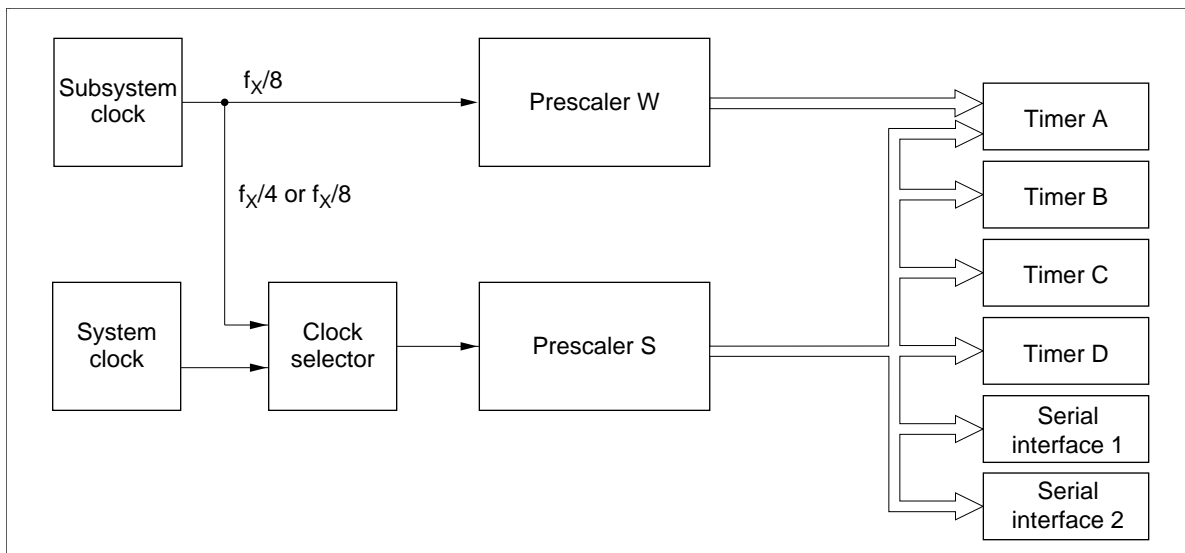 Subsystem
clock
fX/8
Prescaler W
Timer A
fX/4 or fX/8
Timer B
Timer C
System
clock
Clock
selector
Prescaler S
Timer D
Serial
interface 1
Serial
interface 2